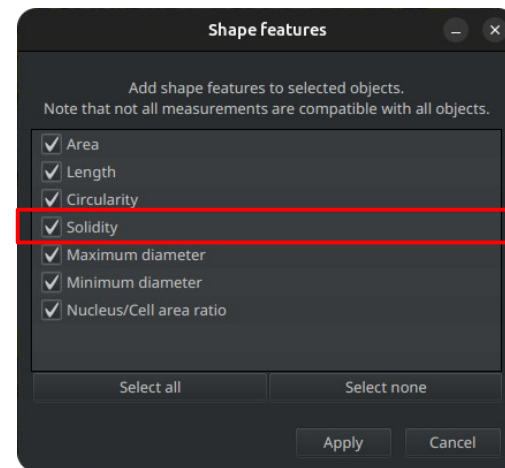 Shape features
Add shape features to selected objects.
Note that not all measurements are compatible with all objects.
Area
Length
Circularity
Solidity
Maximum diameter
Minimum diameter
Nucleus/Cell area ratio
Select all
Select none
Apply
Cancel